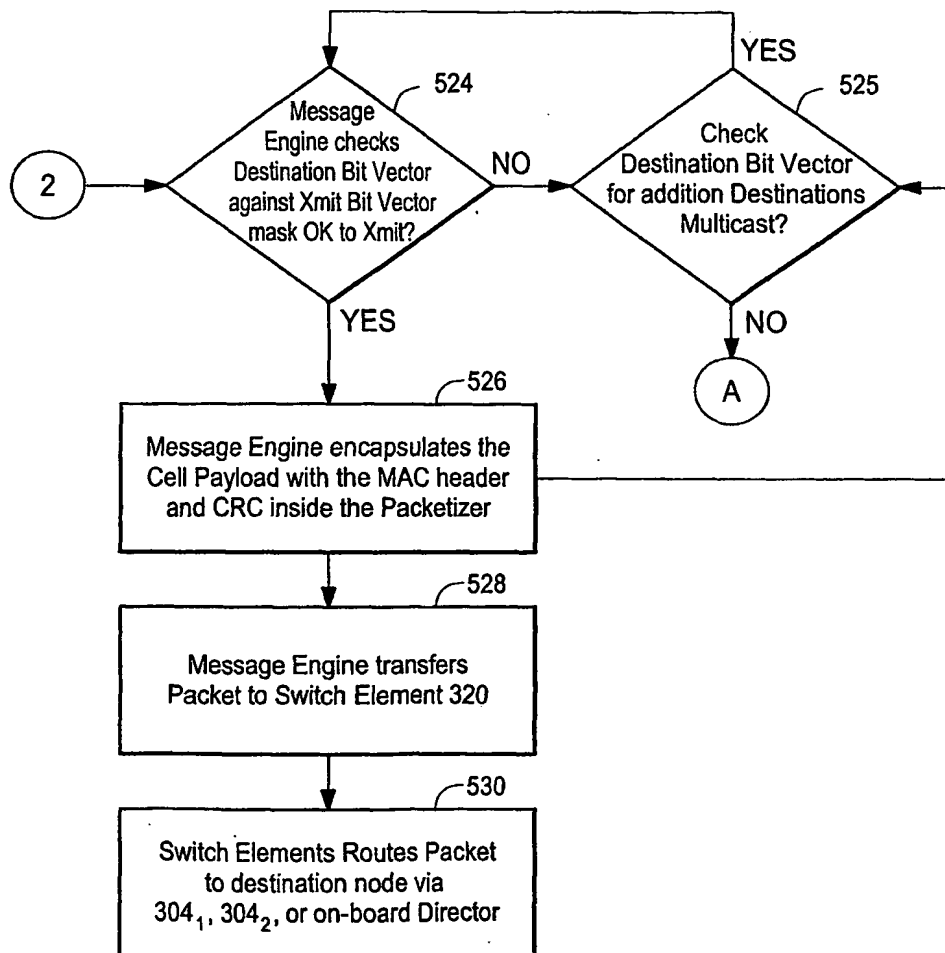 YES
524
525
Message
Engine checks
Destination Bit Vector
against Xmit Bit Vector
mask OK to Xmit?
2
NO
Check
Destination Bit Vector
for addition Destinations
Multicast?
YES
NO
A
526
Message Engine encapsulates the
Cell Payload with the MAC header
and CRC inside the Packetizer
528
Message Engine transfers
Packet to Switch Element 320
530
Switch Elements Routes Packet
to destination node via
304₁, 304₂, or on-board Director